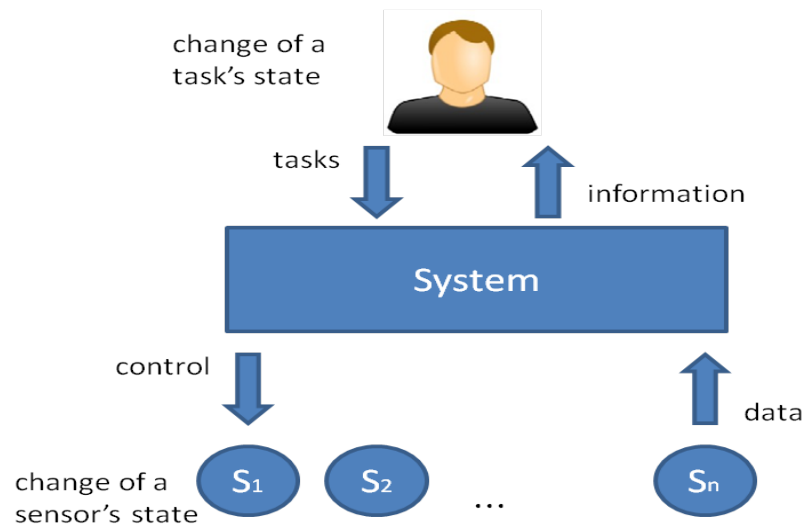 change of a
task's state
tasks
information
System
control
data
change of a
sensor's state
S1
S2
...
Sn